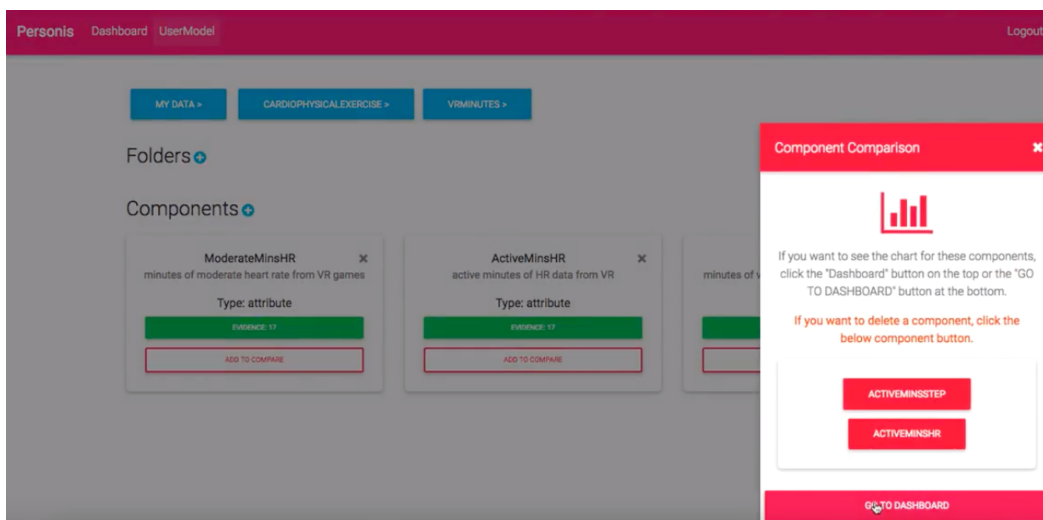 Personis Dashboard UserModel Logout
MY DATA > CARDIOPHYSICALEXERCISE > VRMINUTES >
Folders
Components
ModerateMinsHR
minutes of moderate heart rate from VR games
Type: attribute
EVIDENCE: 17
ADD TO COMPARE
ActiveMinsHR
active minutes of HR data from VR
Type: attribute
EVIDENCE: 17
ADD TO COMPARE
minutes of
Component Comparison
If you want to see the chart for these components,
click the "Dashboard" button on the top or the "GO
TO DASHBOARD" button at the bottom.
If you want to delete a component, click the
below component button.
ACTIVEMINSSTEP
ACTIVEMINSHR
GO TO DASHBOARD